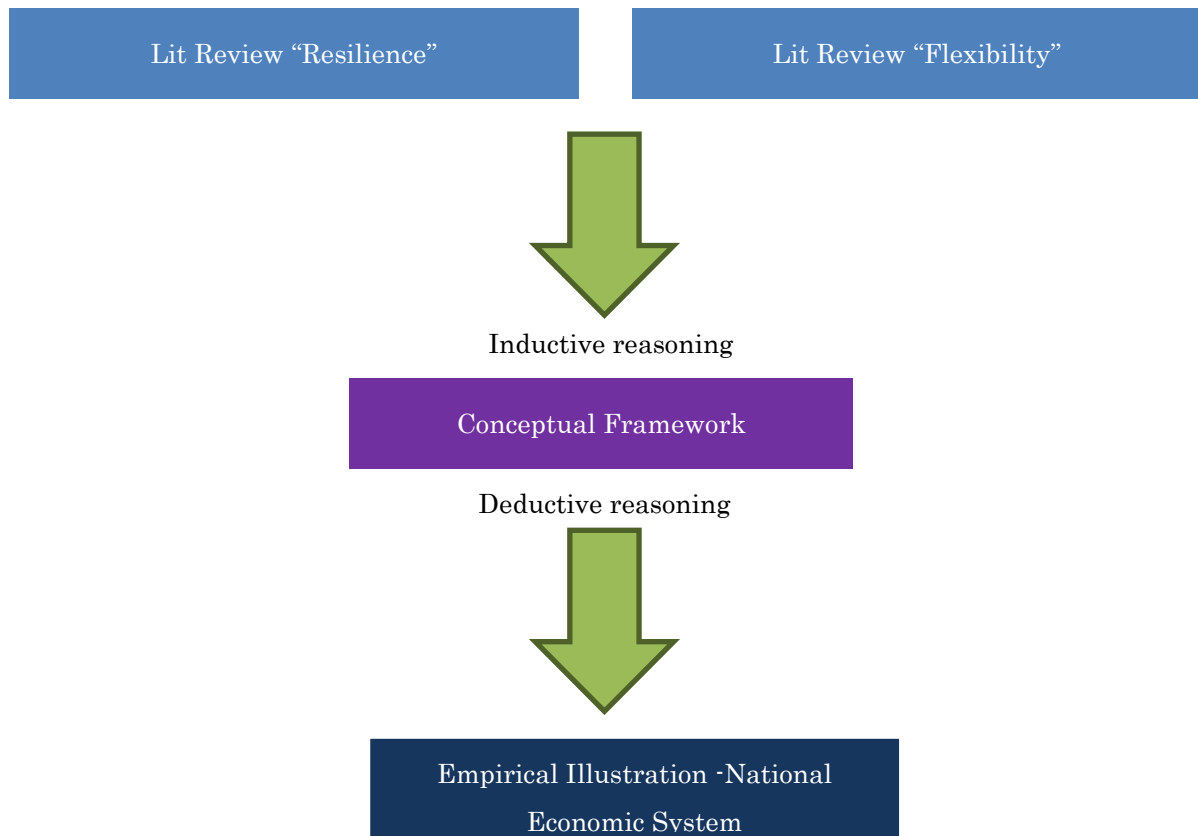 Lit Review “Resilience”
Lit Review “Flexibility”
Inductive reasoning
Conceptual Framework
Deductive reasoning
Empirical Illustration -National
Economic System